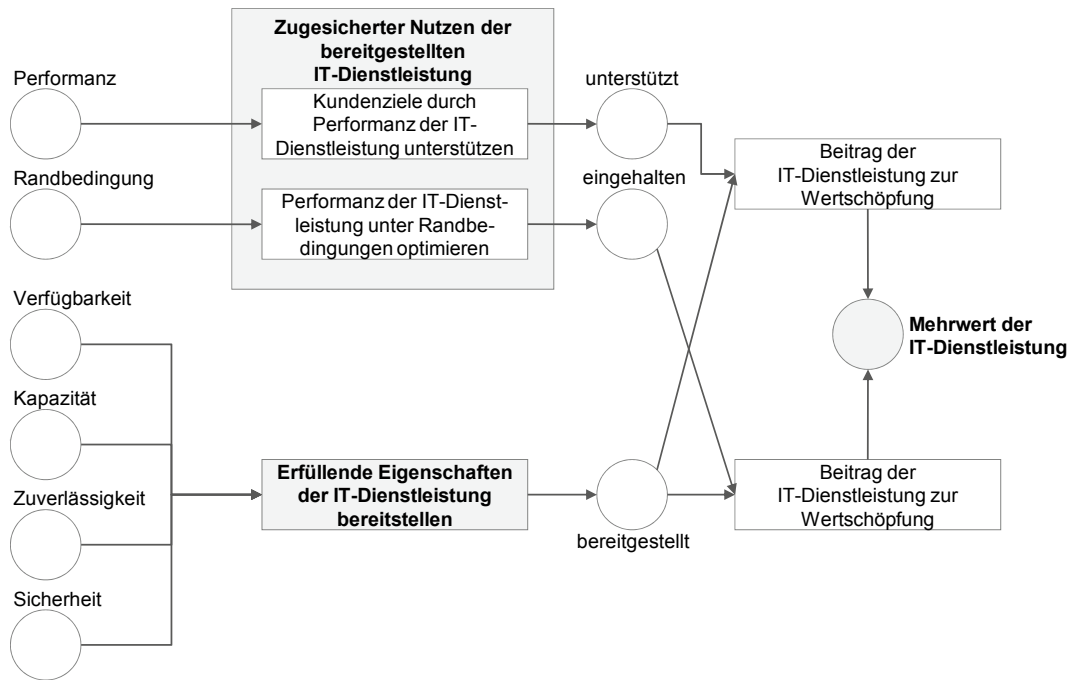 Zugesicherter Nutzen der
bereitgestellten
IT-Dienstleistung
Performanz
Kundenziele durch
Performanz der IT-
Dienstleistung unterstützen
unterstützt
Beitrag der
IT-Dienstleistung zur
Wertschöpfung
Randbedingung
Performanz der IT-Dienst-
leistung unter Randbe-
dingungen optimieren
eingehalten
Verfügbarkeit
Mehrwert der
IT-Dienstleistung
Kapazität
Zuverlässigkeit
Erfüllende Eigenschaften
der IT-Dienstleistung
bereitstellen
bereitgestellt
Beitrag der
IT-Dienstleistung zur
Wertschöpfung
Sicherheit